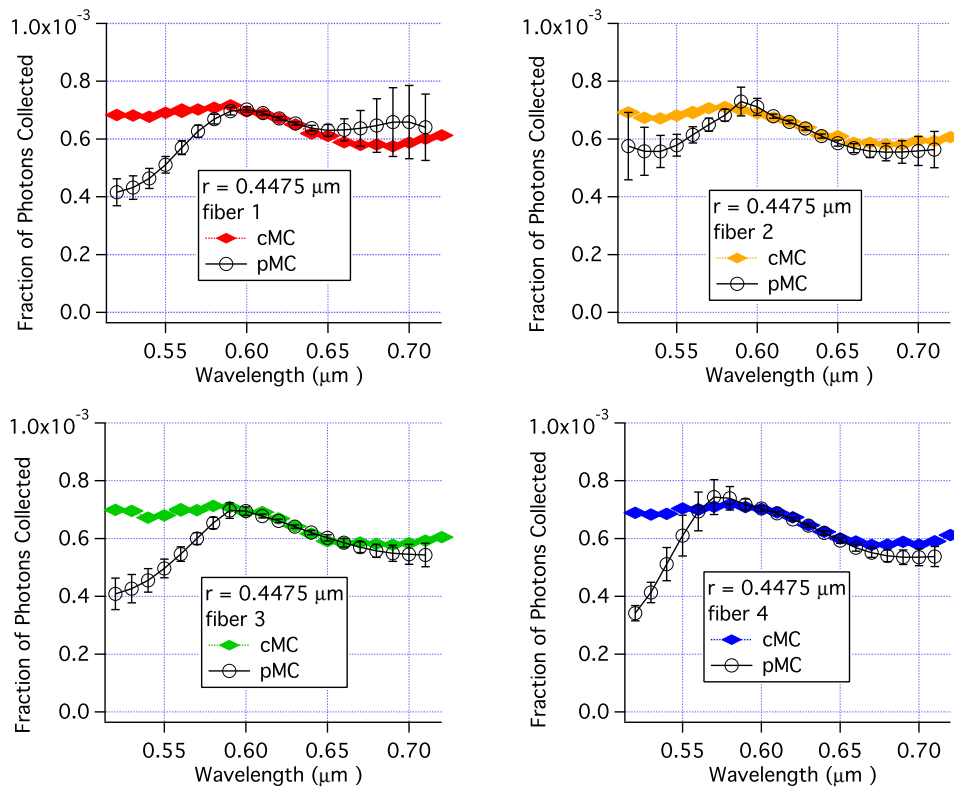 1.0x10-3
0.8
0.6
0.4
0.2
0.0
Fraction of Photons Collected
r = 0.4475 μm
fiber 1
cMC
pMC
0.55
0.60
0.65
0.70
Wavelength (μm )
1.0x10-3
0.8
0.6
0.4
0.2
0.0
Fraction of Photons Collected
r = 0.4475 μm
fiber 2
cMC
pMC
0.55
0.60
0.65
0.70
Wavelength (μm )
1.0x10-3
0.8
0.6
0.4
0.2
0.0
Fraction of Photons Collected
r = 0.4475 μm
fiber 3
cMC
pMC
0.55
0.60
0.65
0.70
Wavelength (μm )
1.0x10-3
0.8
0.6
0.4
0.2
0.0
Fraction of Photons Collected
r = 0.4475 μm
fiber 4
cMC
pMC
0.55
0.60
0.65
0.70
Wavelength (μm )